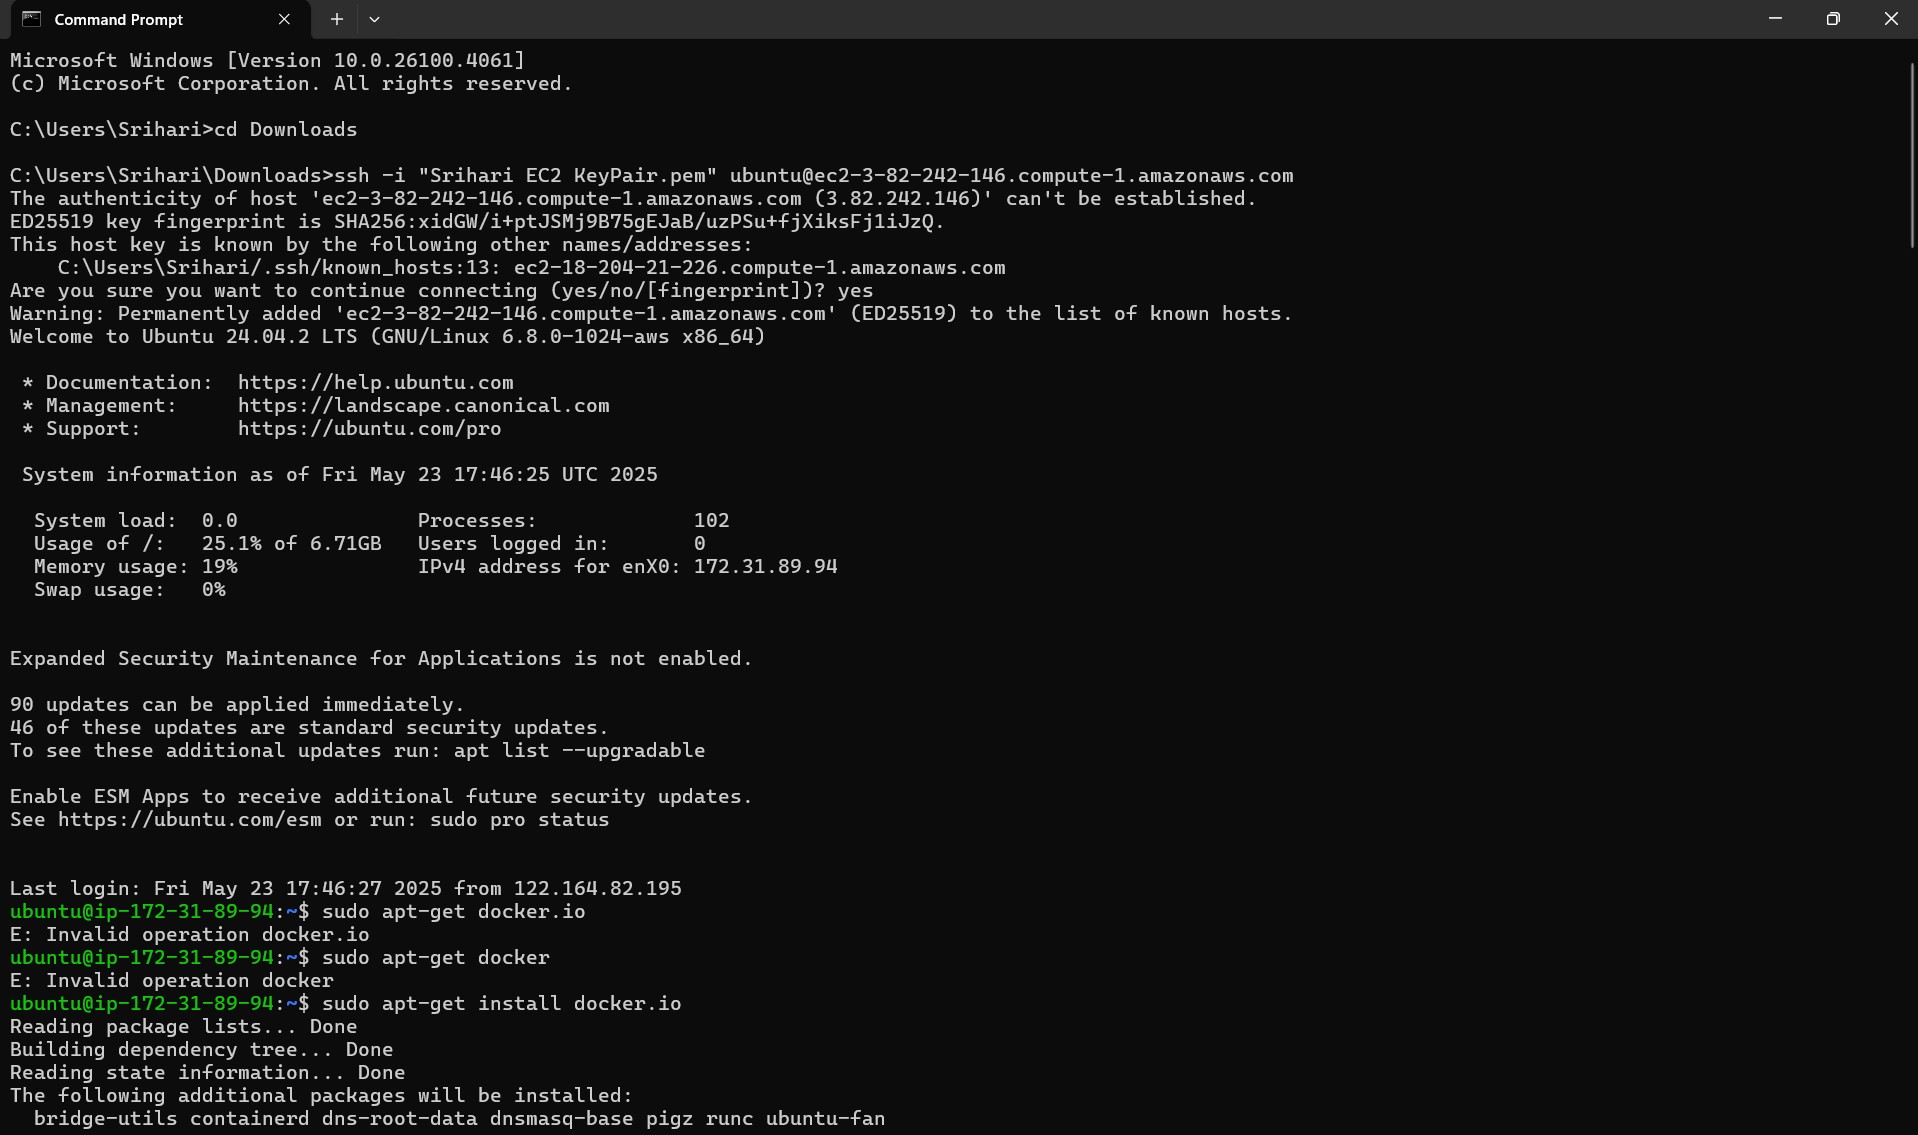 Command Prompt
Microsoft Windows [Version 10.0.26100.4061]
(c) Microsoft Corporation. All rights reserved.
C:\Users\Srihari>cd Downloads
C:\Users\Srihari\Downloads>ssh -i "Srihari EC2 KeyPair.pem" ubuntu@ec2-3-82-242-146.compute-1.amazonaws.com
The authenticity of host 'ec2-3-82-242-146.compute-1.amazonaws.com (3.82.242.146)' can't be established.
ED25519 key fingerprint is SHA256:xidGW/i+ptJSMj9B75gEJaB/uzPSu+fjXiksFj1iJzQ.
This host key is known by the following other names/addresses:
    C:\Users\Srihari/.ssh/known_hosts:13: ec2-18-204-21-226.compute-1.amazonaws.com
Are you sure you want to continue connecting (yes/no/[fingerprint])? yes
Warning: Permanently added 'ec2-3-82-242-146.compute-1.amazonaws.com' (ED25519) to the list of known hosts.
Welcome to Ubuntu 24.04.2 LTS (GNU/Linux 6.8.0-1024-aws x86_64)
 * Documentation:  https://help.ubuntu.com
 * Management:     https://landscape.canonical.com
 * Support:        https://ubuntu.com/pro
 System information as of Fri May 23 17:46:25 UTC 2025
  System load:  0.0               Processes:             102
  Usage of /:   25.1% of 6.71GB   Users logged in:       0
  Memory usage: 19%               IPv4 address for enX0: 172.31.89.94
  Swap usage:   0%
Expanded Security Maintenance for Applications is not enabled.
90 updates can be applied immediately.
46 of these updates are standard security updates.
To see these additional updates run: apt list --upgradable
Enable ESM Apps to receive additional future security updates.
See https://ubuntu.com/esm or run: sudo pro status
Last login: Fri May 23 17:46:27 2025 from 122.164.82.195
ubuntu@ip-172-31-89-94:~$ sudo apt-get docker.io
E: Invalid operation docker.io
ubuntu@ip-172-31-89-94:~$ sudo apt-get docker
E: Invalid operation docker
ubuntu@ip-172-31-89-94:~$ sudo apt-get install docker.io
Reading package lists... Done
Building dependency tree... Done
Reading state information... Done
The following additional packages will be installed:
  bridge-utils containerd dns-root-data dnsmasq-base pigz runc ubuntu-fan